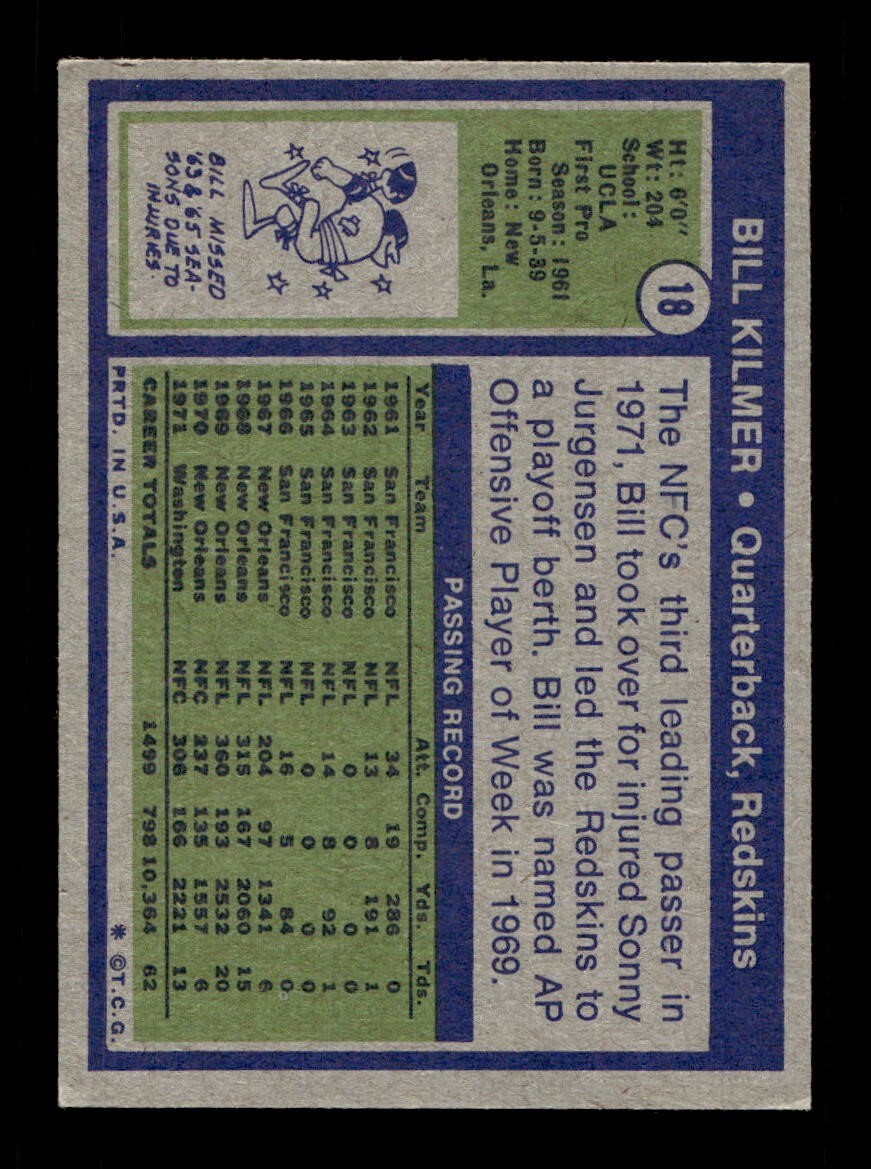 BILL KILMER • Quarterback, Redskins
18
Ht: 6'0"
Wt: 204
School:
UCLA
First Pro
Season: 1961
Born: 9-5-39
Home: New
Orleans, La.
BILL MISSED
'63 & '65 SEA-
SONS DUE TO
INJURIES.
The NFC's third leading passer in
1971, Bill took over for injured Sonny
Jurgensen and led the Redskins to
a playoff berth. Bill was named AP
Offensive Player of Week in 1969.
PASSING RECORD
Year Team Att. Comp. Yds. Tds.
1961 San Francisco NFL 34 19 286 0
1962 San Francisco NFL 13 8 191 1
1963 San Francisco NFL 0 0 0 0
1964 San Francisco NFL 14 8 92 1
1965 San Francisco NFL 0 0 0 0
1966 San Francisco NFL 16 5 84 0
1967 New Orleans NFL 204 97 1341 6
1968 New Orleans NFL 315 167 2060 15
1969 New Orleans NFL 360 193 2532 20
1970 New Orleans NFC 237 135 1557 6
1971 Washington NFC 306 166 2221 13
CAREER TOTALS 1499 798 10,364 62
PRTD. IN U.S.A. * ©T.C.G.